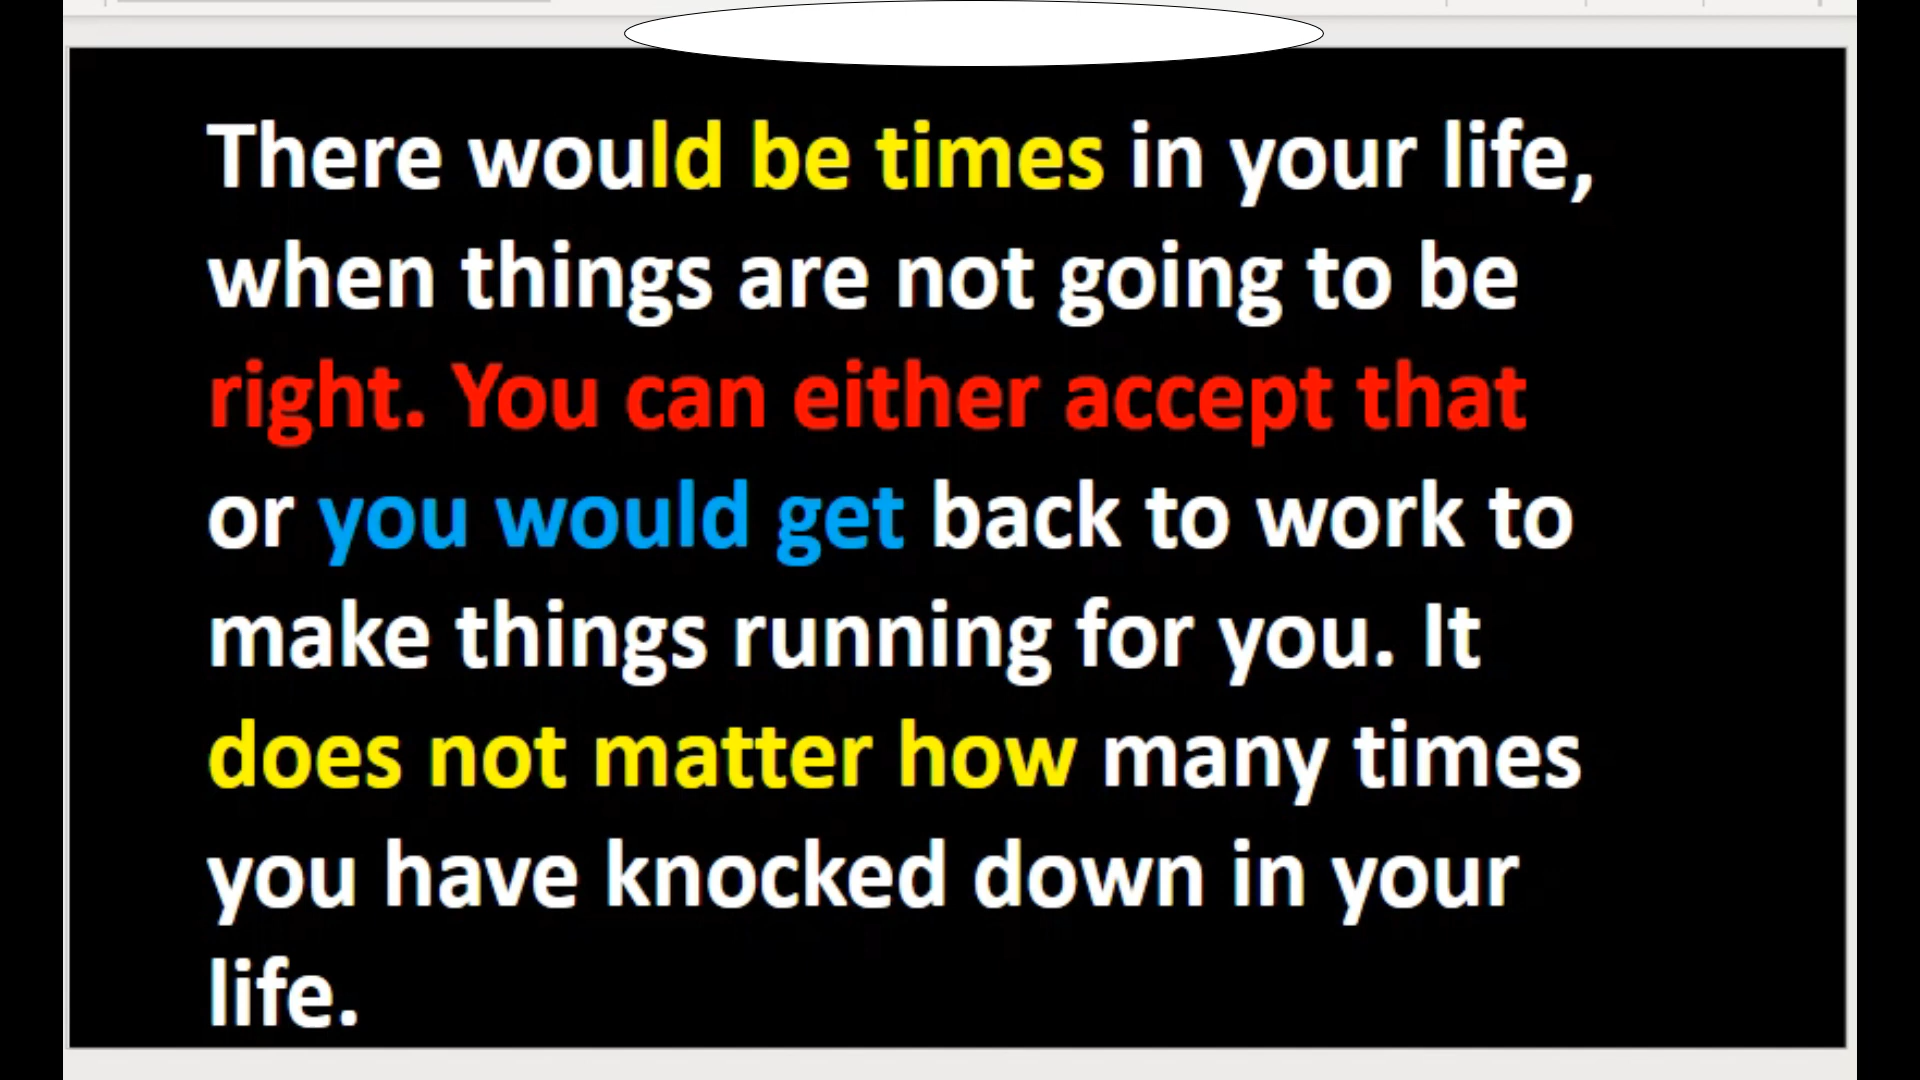 There would be times in your life,
when things are not going to be
right. You can either accept that
or you would get back to work to
make things running for you. It
does not matter how many times
you have knocked down in your
life.